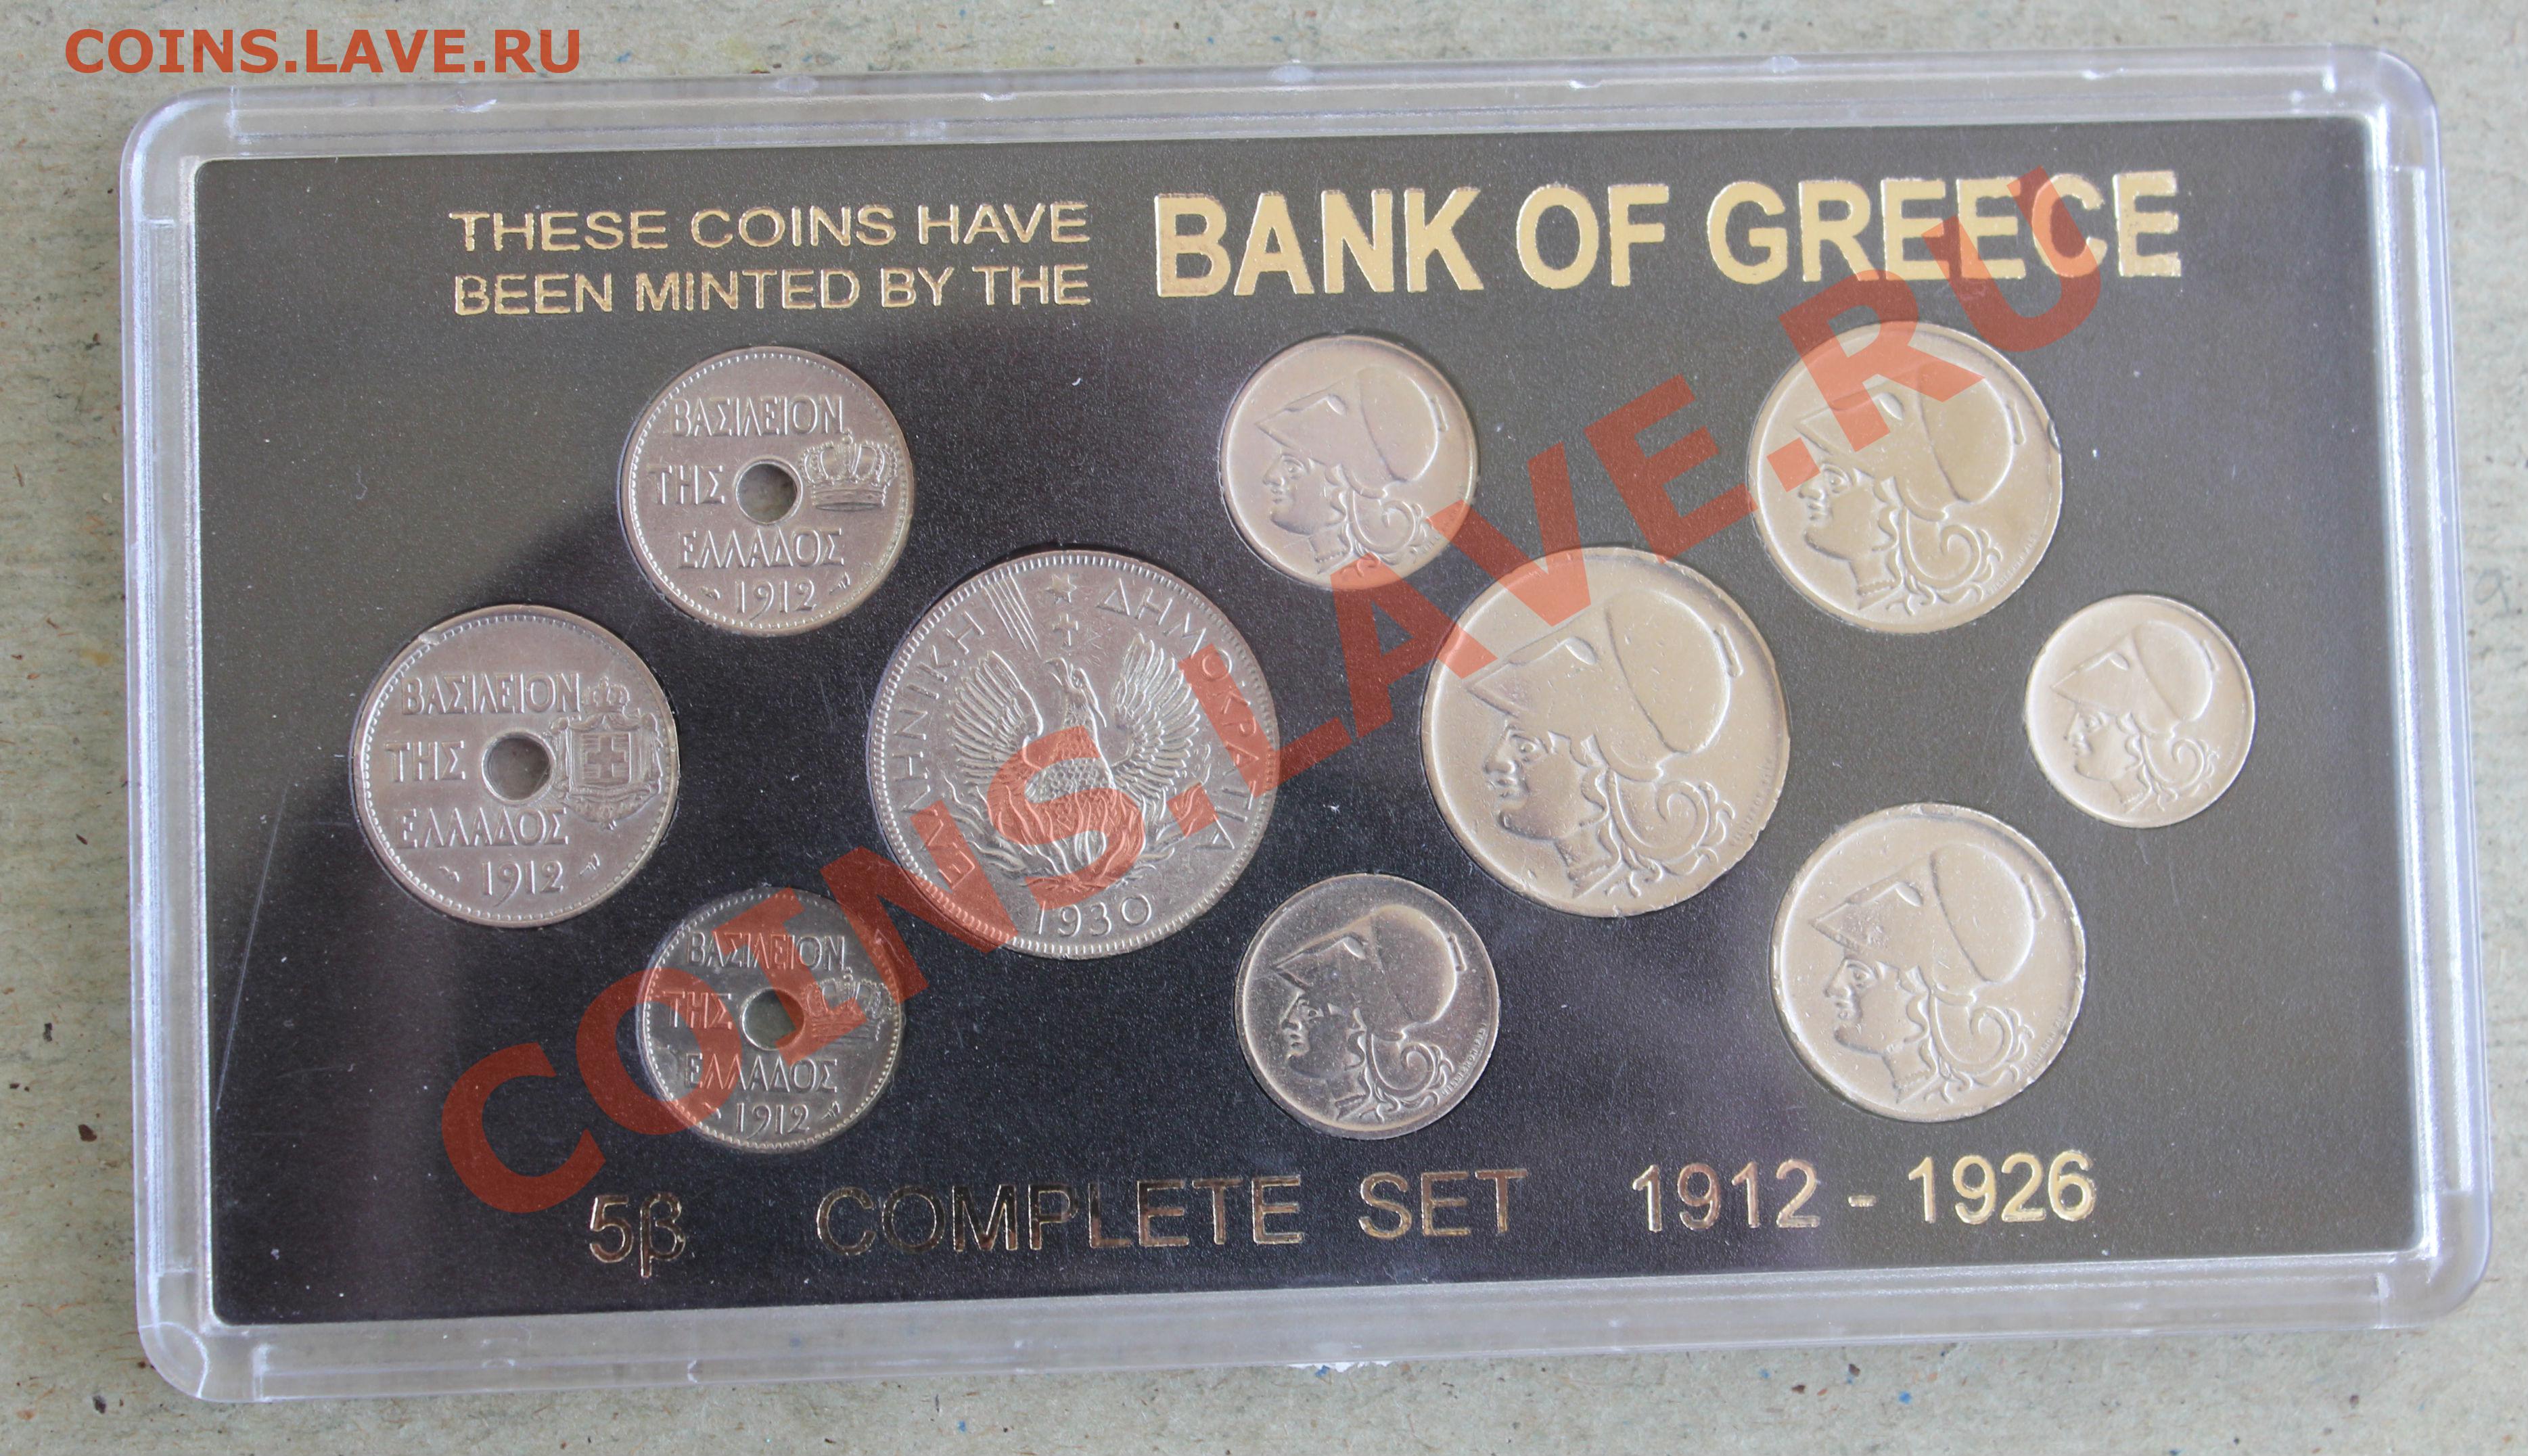 COINS.LAVE.RU
THESE COINS HAVE
BEEN MINTED BY THE
BANK OF GREECE
ΒΑΣΙΛΕΙΟΝ
ΤΗΣ
ΕΛΛΑΔΟΣ
1912
ΒΑΣΙΛΕΙΟΝ
ΤΗΣ
ΕΛΛΑΔΟΣ
1912
ΕΛΛΗΝΙΚΗ ΔΗΜΟΚΡΑΤΙΑ
1930
ΒΑΣΙΛΕΙΟΝ
ΤΗΣ
ΕΛΛΑΔΟΣ
1912
COINS.LAVE.RU
5β COMPLETE SET 1912 - 1926